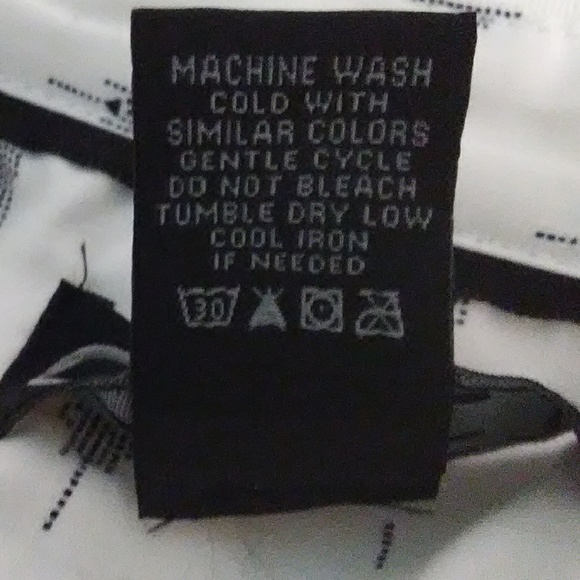 MACHINE WASH
COLD WITH
SIMILAR COLORS
GENTLE CYCLE
DO NOT BLEACH
TUMBLE DRY LOW
COOL IRON
IF NEEDED
30